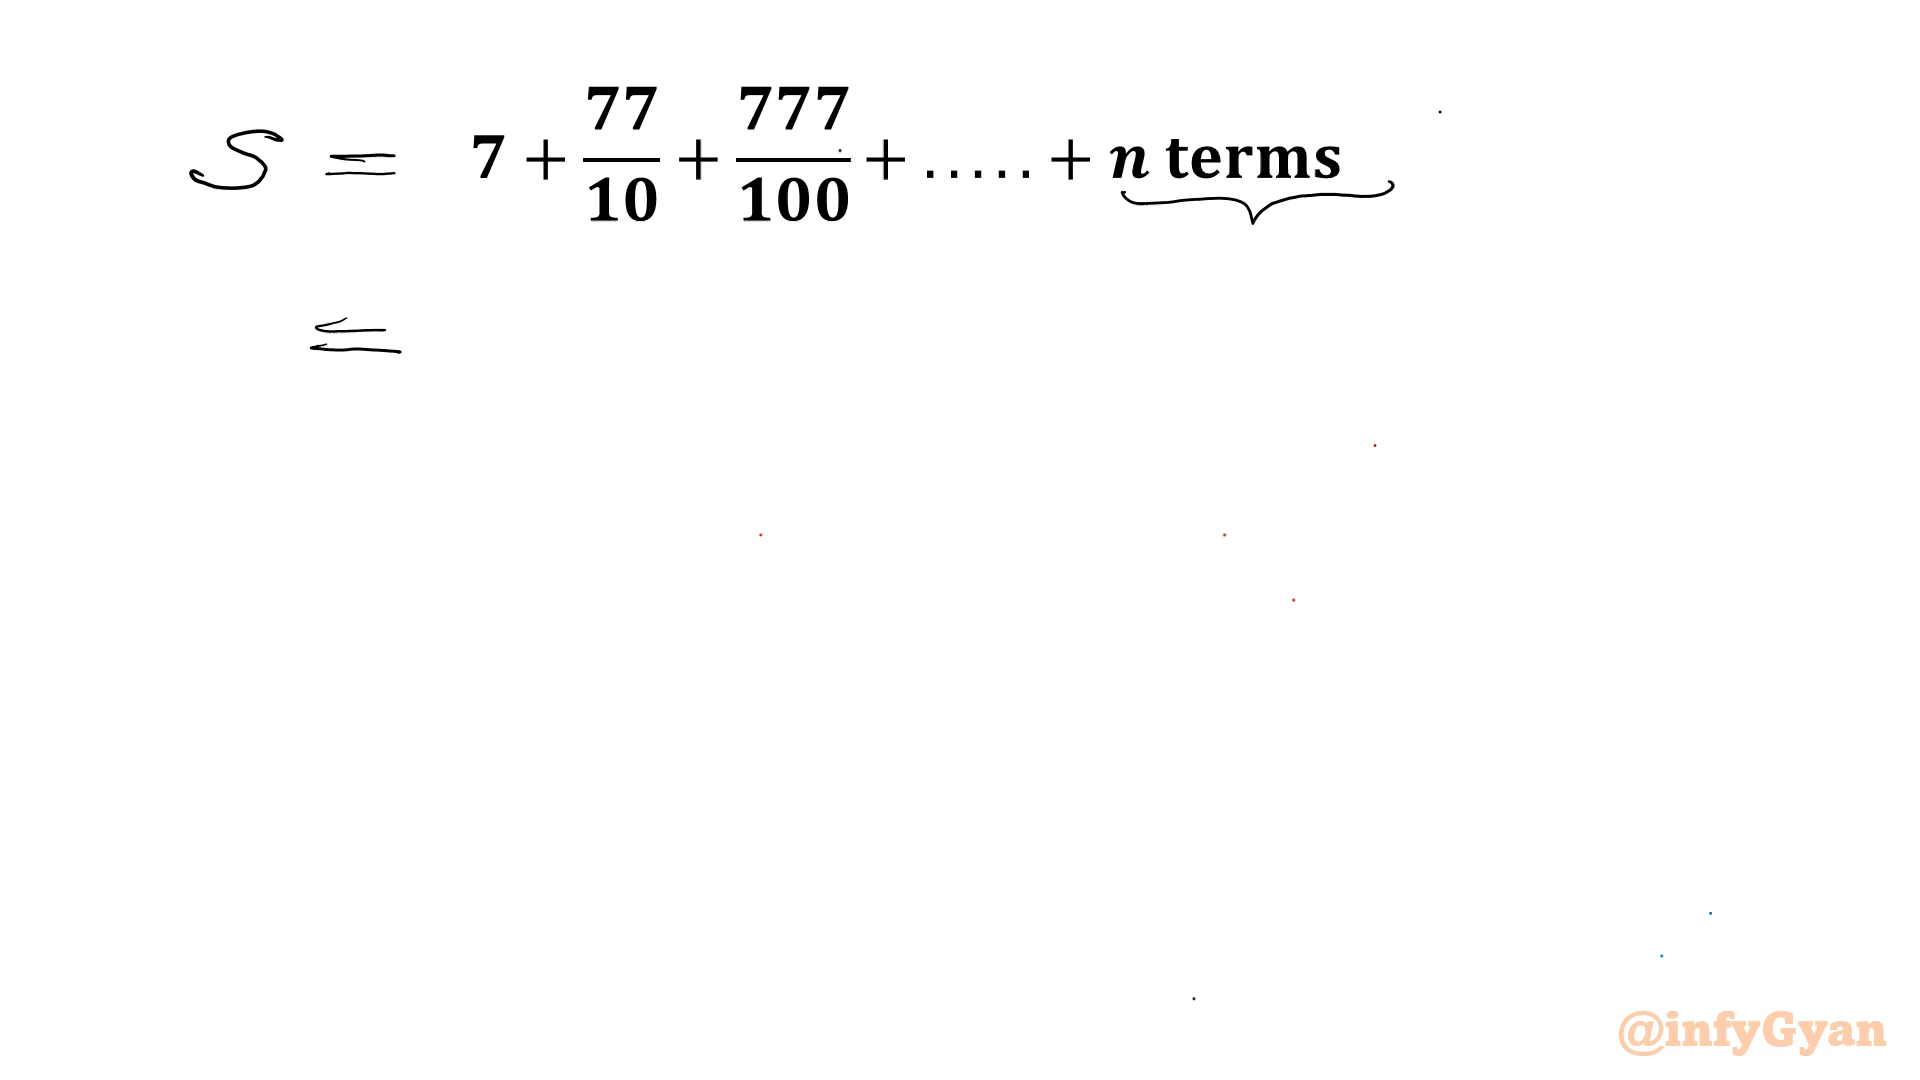 S = 7 + 77/10 + 777/100 + ..... + n terms
=
@infyGyan